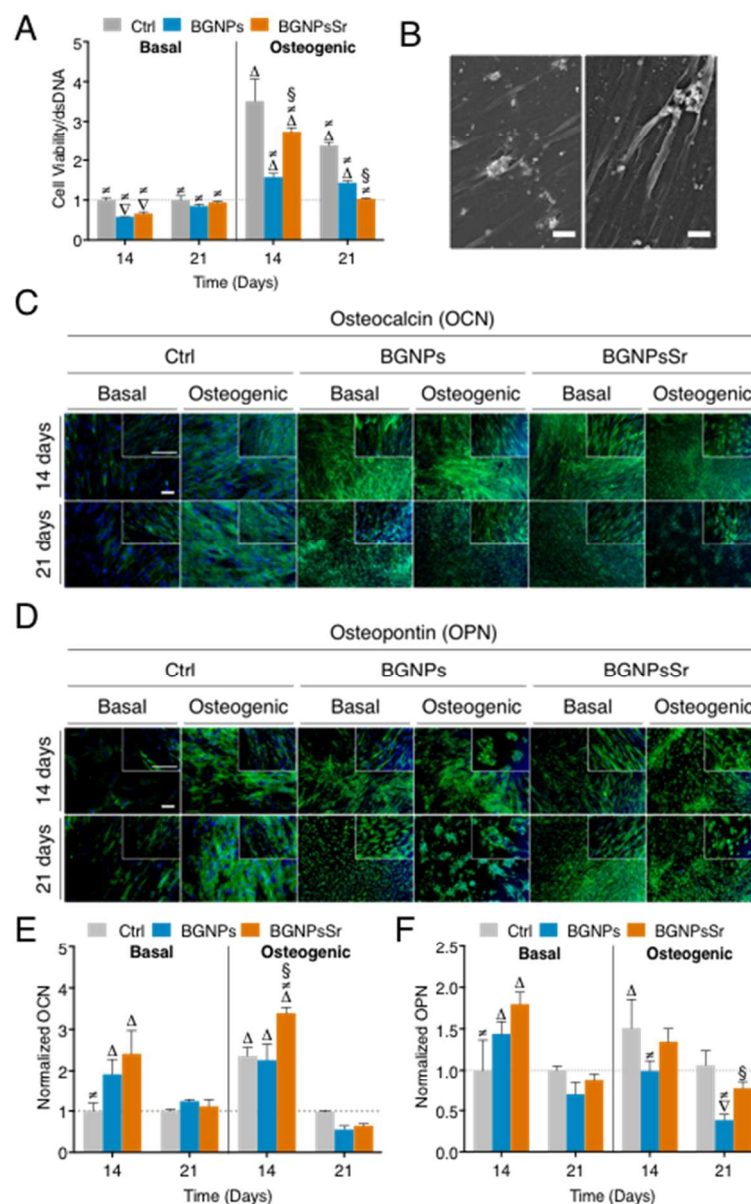 A
Ctrl BGNPs BGNPsSr
Basal Osteogenic
Cell Viability/dsDNA
5
4
3
2
1
0
Δ § ≠ Δ ≠ Δ ≠ Δ ≠ Δ § ≠
≠ ≠ ∇ ≠ ∇ ≠ ≠ ≠
14 21 14 21
Time (Days)
B
C
Osteocalcin (OCN)
Ctrl BGNPs BGNPsSr
Basal Osteogenic Basal Osteogenic Basal Osteogenic
14 days
21 days
D
Osteopontin (OPN)
Ctrl BGNPs BGNPsSr
Basal Osteogenic Basal Osteogenic Basal Osteogenic
14 days
21 days
E
Ctrl BGNPs BGNPsSr
Basal Osteogenic
Normalized OCN
5
4
3
2
1
0
≠ Δ Δ Δ Δ § ≠ Δ
14 21 14 21
Time (Days)
F
Ctrl BGNPs BGNPsSr
Basal Osteogenic
Normalized OPN
2.5
2.0
1.5
1.0
0.5
0.0
≠ Δ Δ Δ ≠ ≠ ∇ §
14 21 14 21
Time (Days)